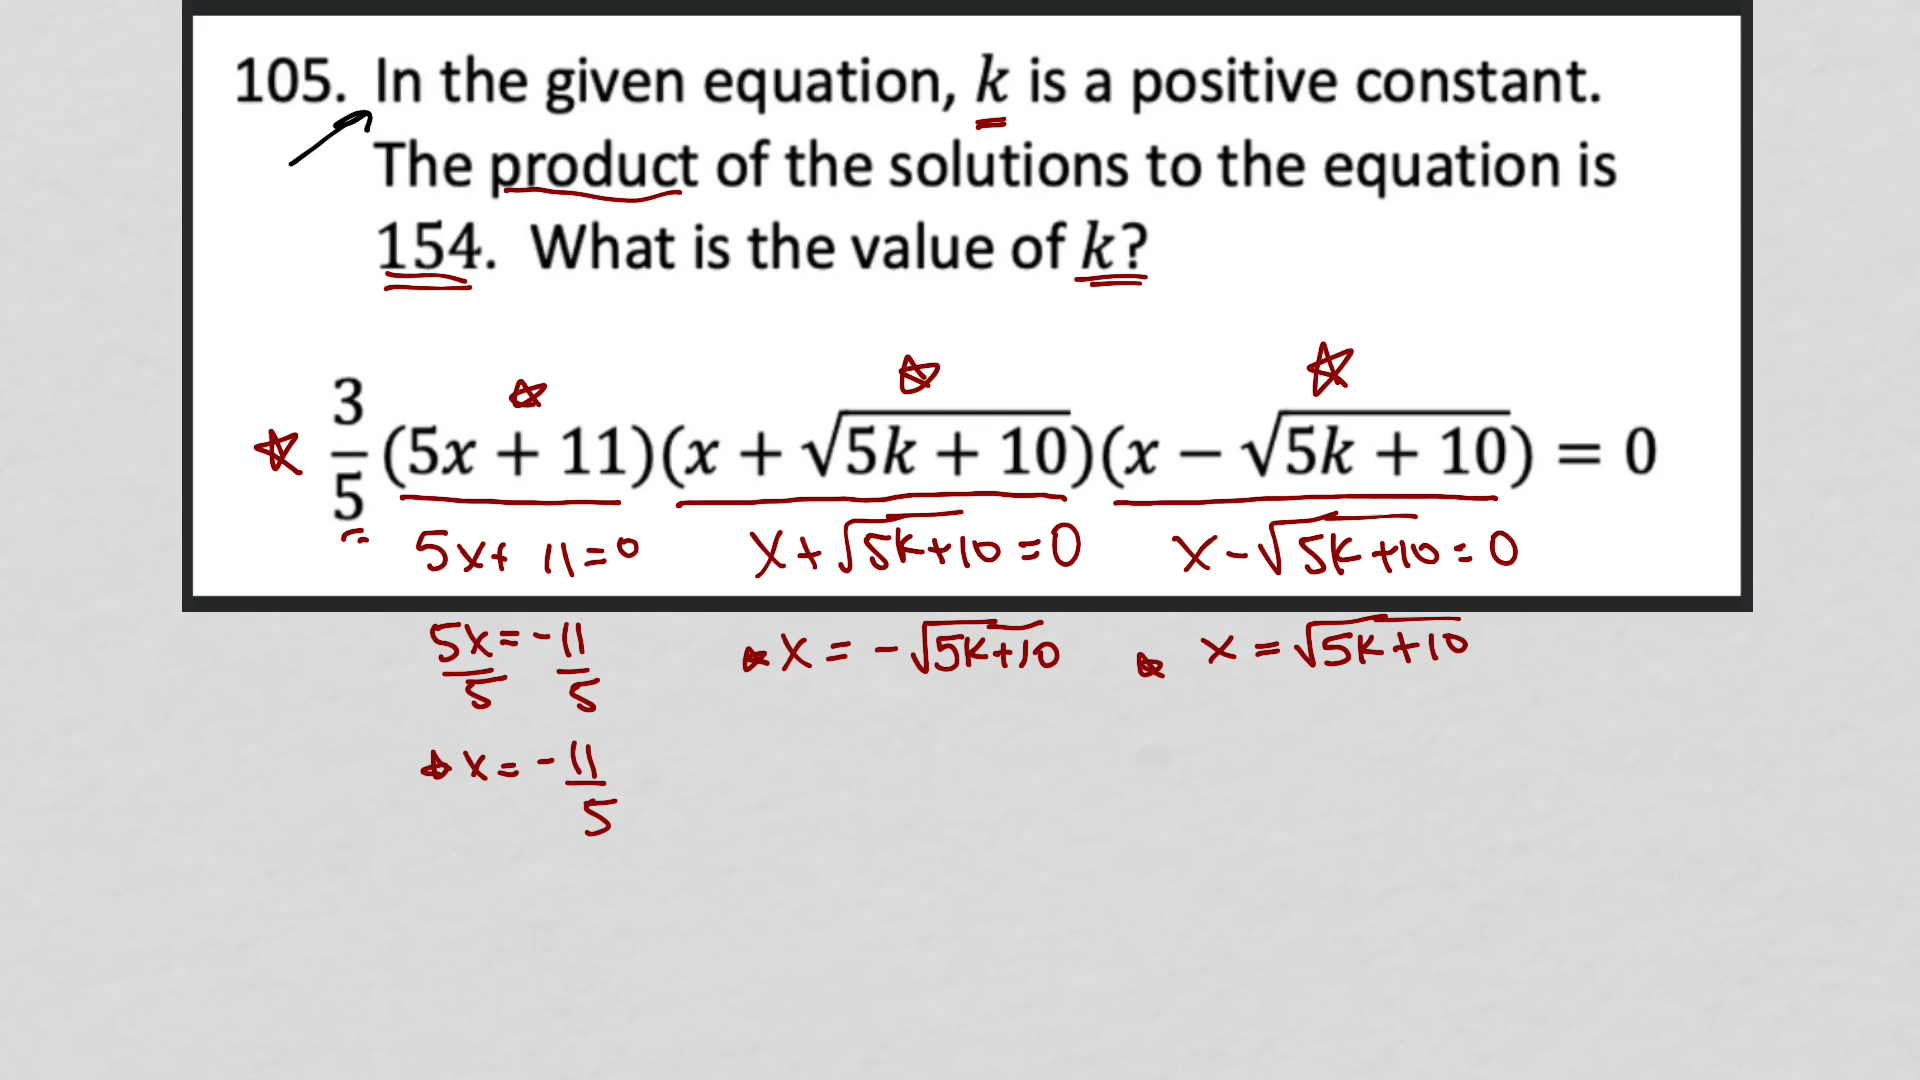 105. In the given equation, k is a positive constant.
The product of the solutions to the equation is
154. What is the value of k?
3/5 (5x + 11)(x + √(5k + 10))(x − √(5k + 10)) = 0
5x + 11 = 0 x + √(5k+10) = 0 x − √(5k+10) = 0
5x/5 = −11/5 x = −√(5k+10) x = √(5k+10)
x = −11/5